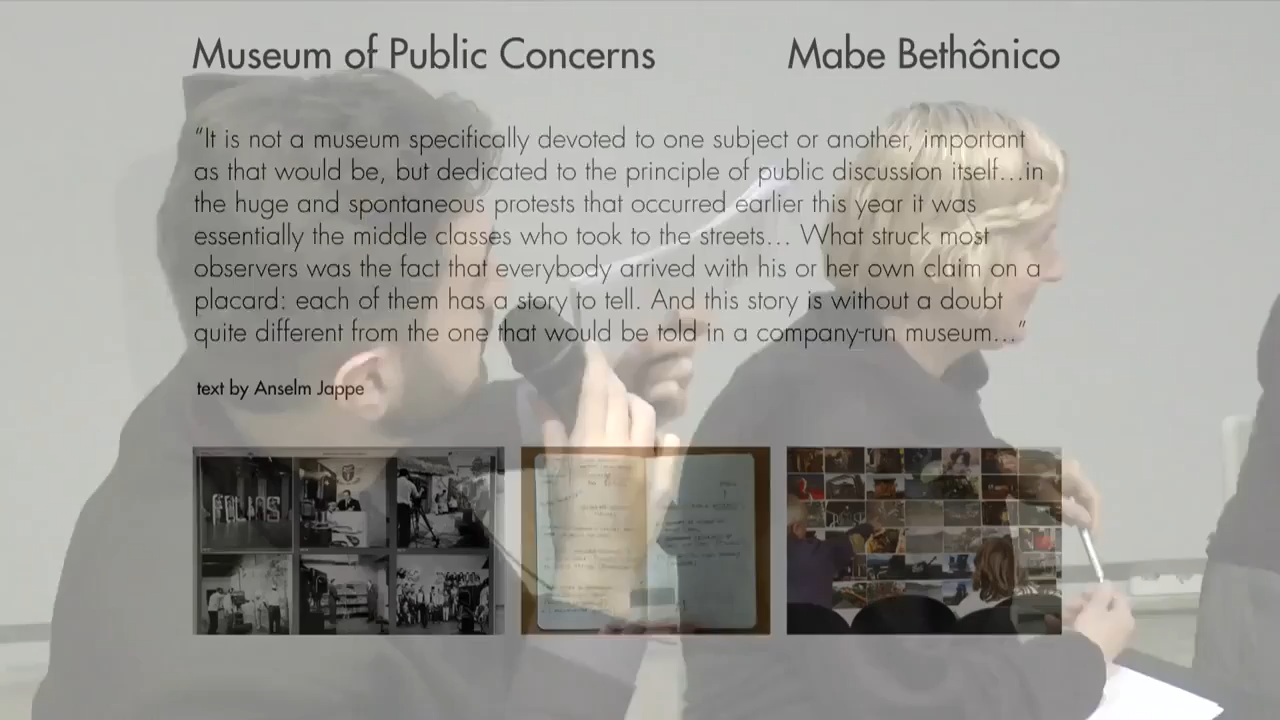 Museum of Public Concerns
Mabe Bethônico
“It is not a museum specifically devoted to one subject or another, important
as that would be, but dedicated to the principle of public discussion itself...in
the huge and spontaneous protests that occurred earlier this year it was
essentially the middle classes who took to the streets... What struck most
observers was the fact that everybody arrived with his or her own claim on a
placard: each of them has a story to tell. And this story is without a doubt
quite different from the one that would be told in a company-run museum...”
text by Anselm Jappe